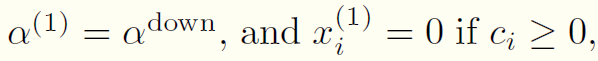 α^{(1)} = α^{down}, and x_i^{(1)} = 0 if c_i ≥ 0,